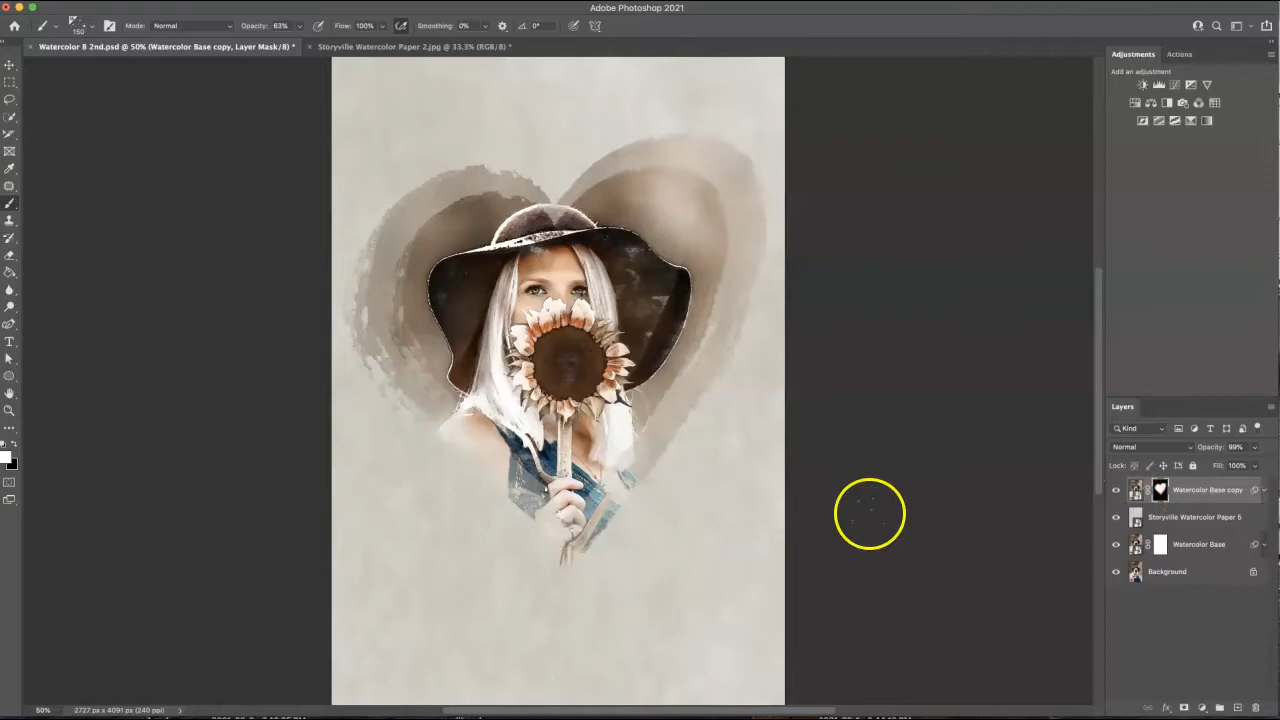 Adobe Photoshop 2021
150
Mode: Normal
Opacity: 63%
Flow: 100%
Smoothing: 0%
0°
× Watercolor 8 2nd.psd @ 50% (Watercolor Base copy, Layer Mask/8) *
× Storyville Watercolor Paper 2.jpg @ 33.3% (RGB/8) *
Adjustments
Actions
Add an adjustment
Layers
Kind
Normal
Opacity: 99%
Lock:
Fill: 100%
Watercolor Base copy
Storyville Watercolor Paper 5
Watercolor Base
Background
fx
50%
2727 px x 4091 px (240 ppi)